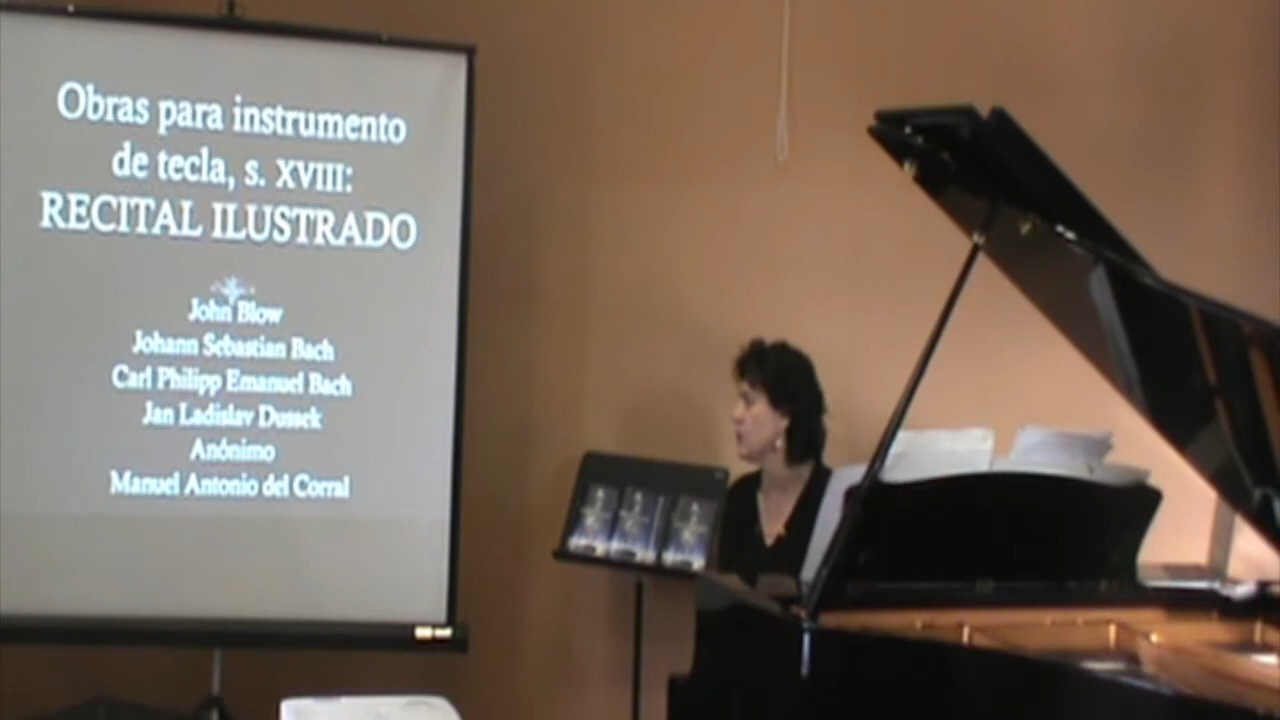 Obras para instrumento
de tecla, s. XVIII:
RECITAL ILUSTRADO
John Blow
Johann Sebastian Bach
Carl Philipp Emanuel Bach
Jan Ladislav Dussek
Anónimo
Manuel Antonio del Corral